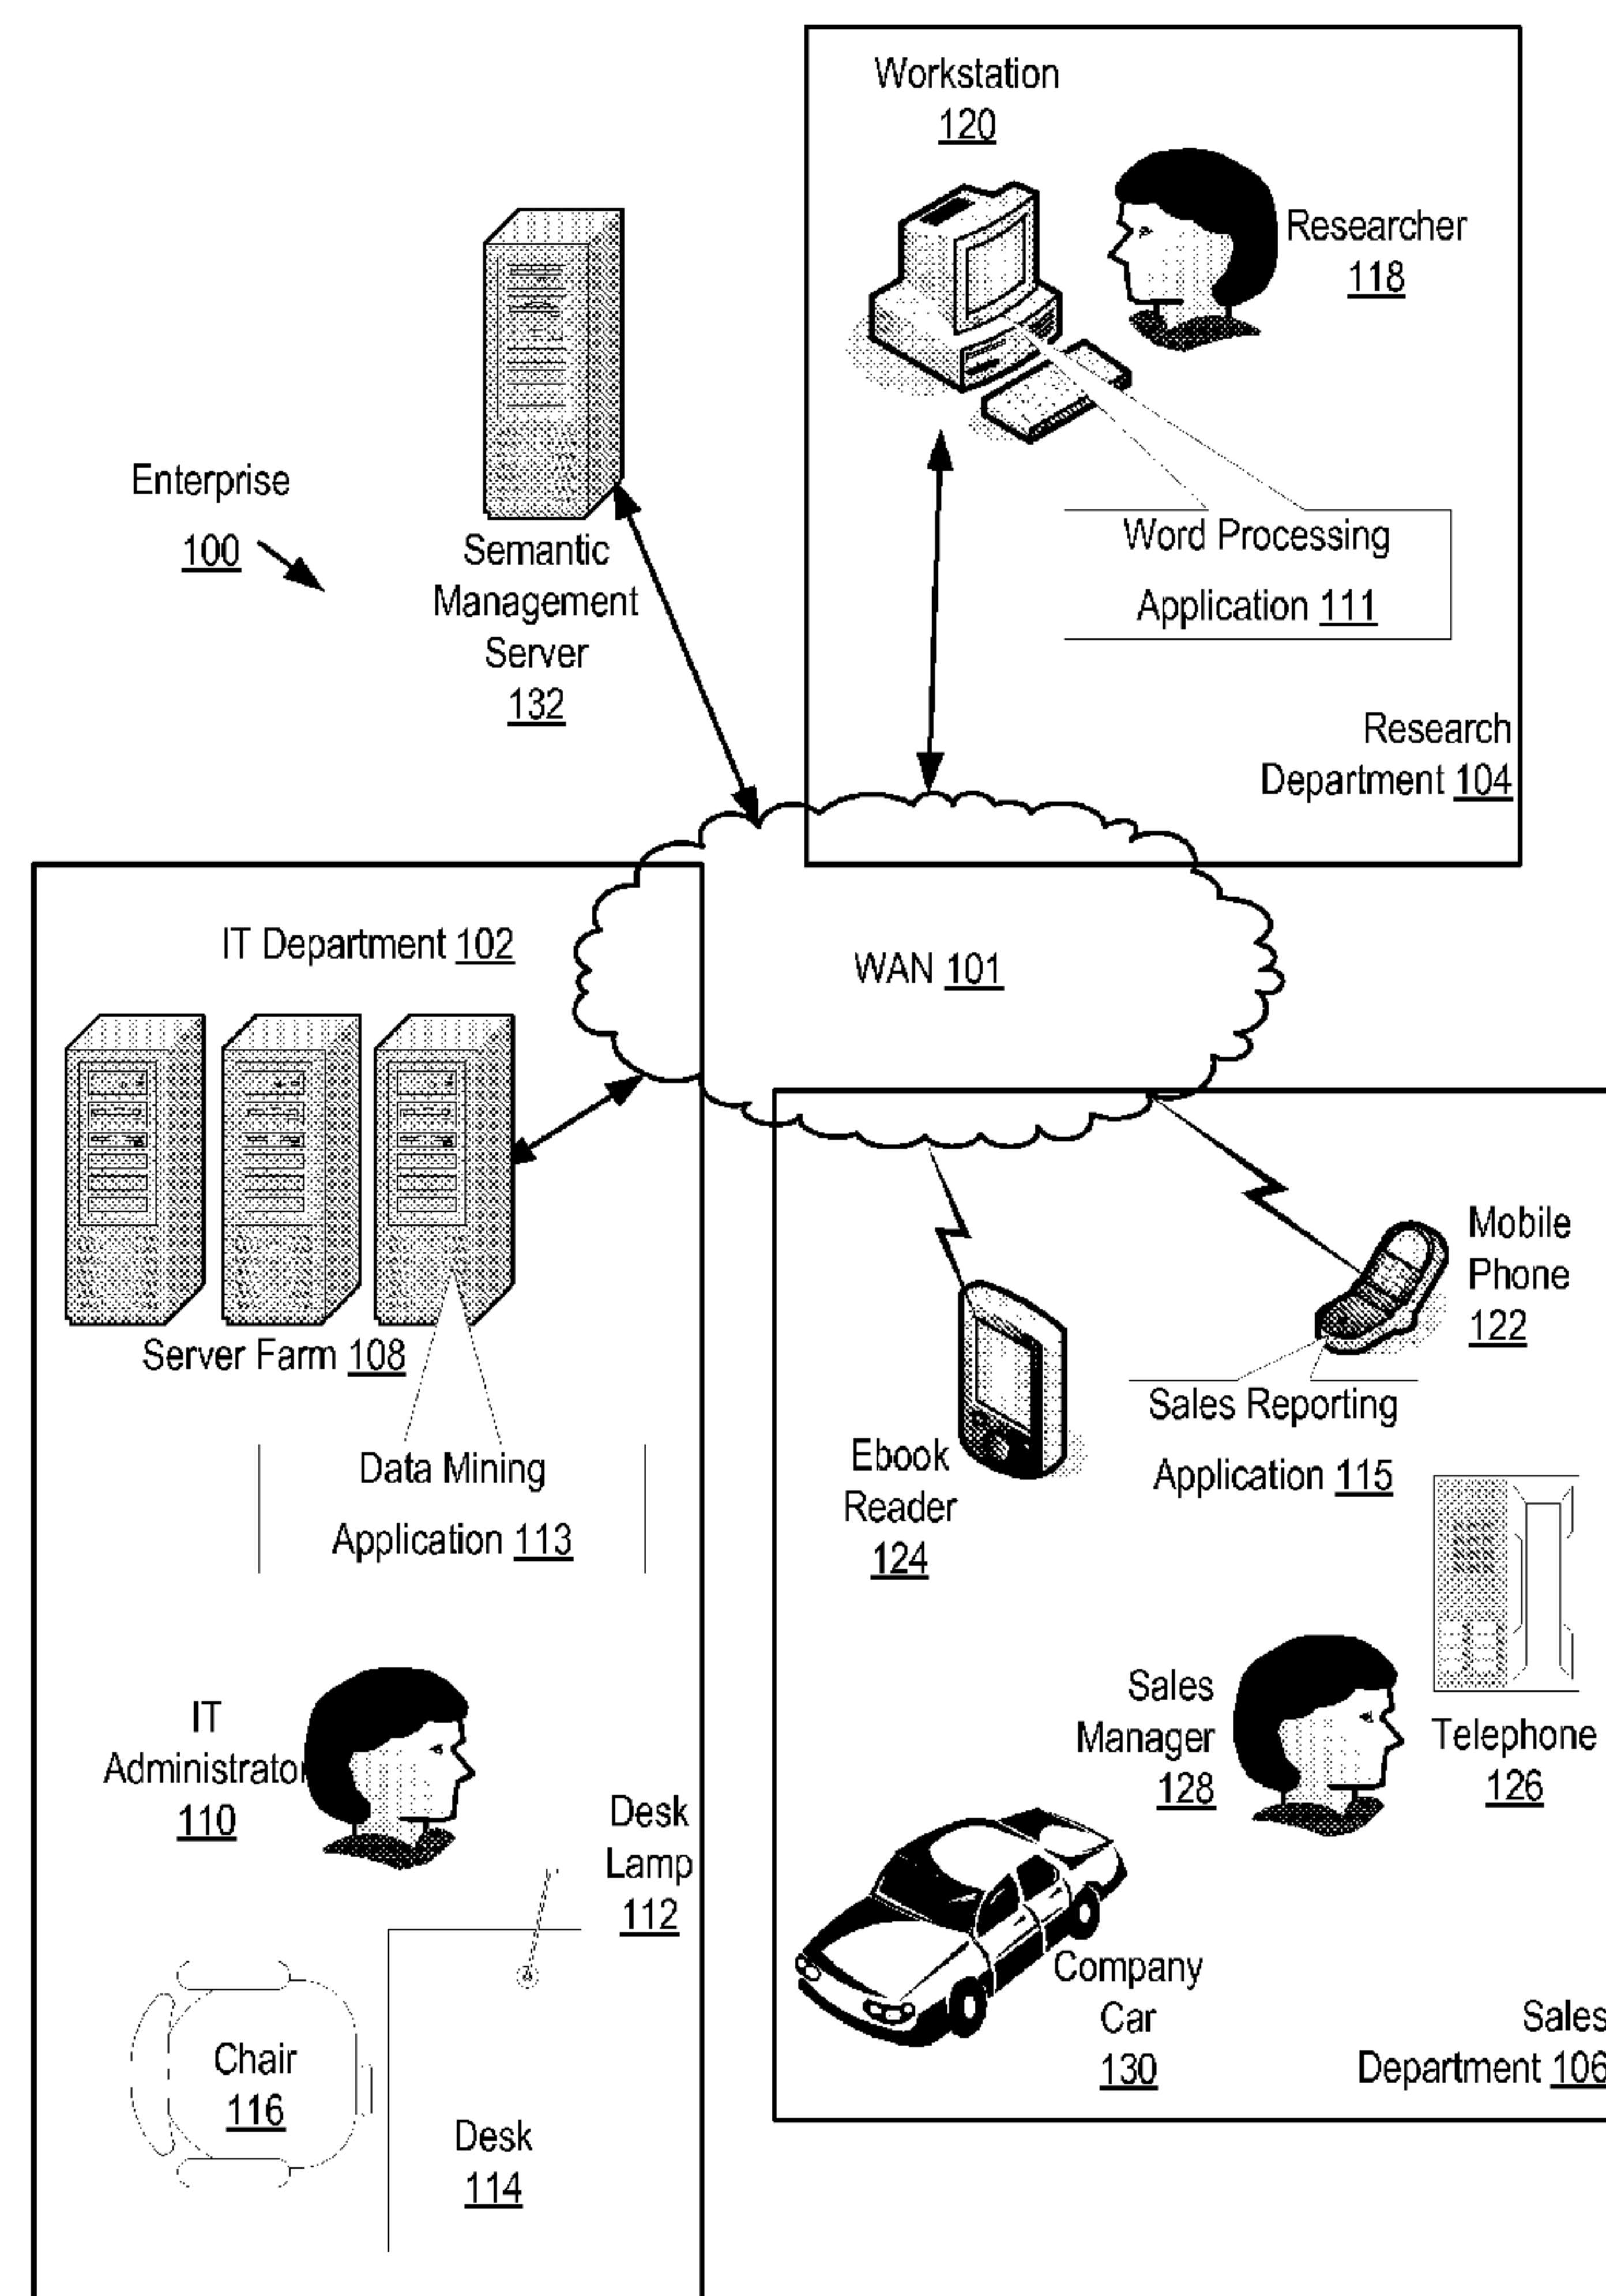 Workstation
120
Researcher
118
Enterprise
100
Semantic
Management
Server
132
Word Processing
Application 111
Research
Department 104
IT Department 102
WAN 101
Server Farm 108
Data Mining
Application 113
Mobile
Phone
122
Sales Reporting
Application 115
Ebook
Reader
124
IT
Administrator
110
Desk
Lamp
112
Sales
Manager
128
Telephone
126
Company
Car
130
Chair
116
Desk
114
Sales
Department 106